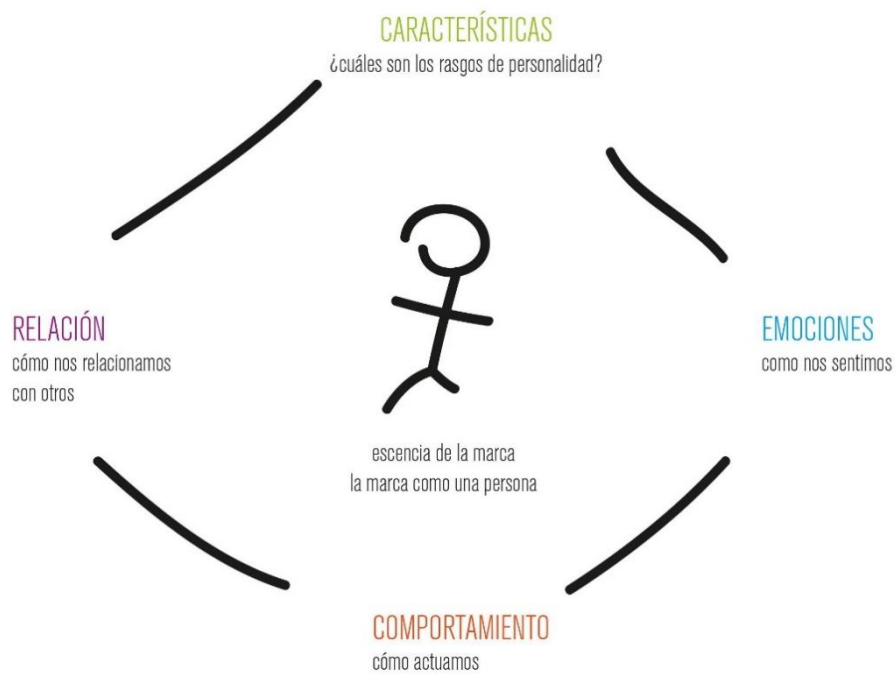 CARACTERÍSTICAS
¿cuáles son los rasgos de personalidad?
RELACIÓN
cómo nos relacionamos
con otros
EMOCIONES
como nos sentimos
escencia de la marca
la marca como una persona
COMPORTAMIENTO
cómo actuamos